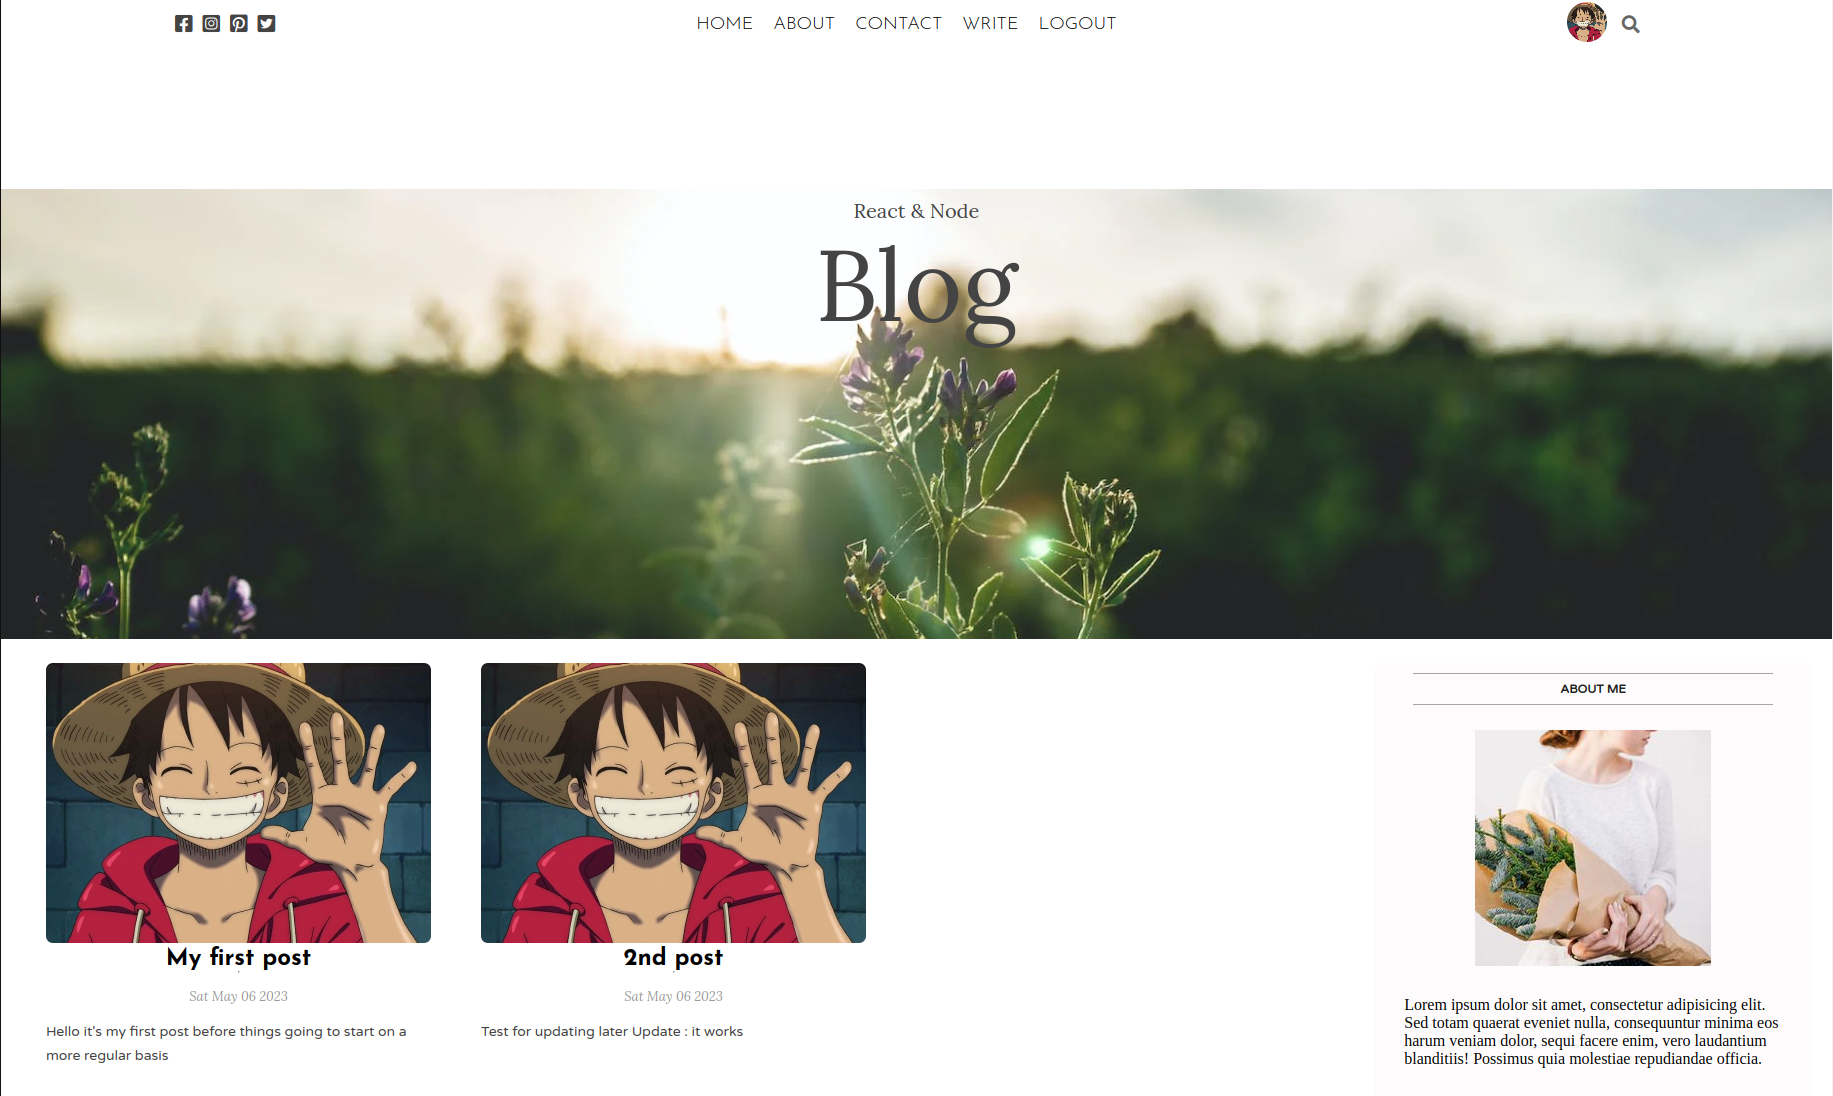 HOME ABOUT CONTACT WRITE LOGOUT
React & Node
Blog
My first post
Sat May 06 2023
Hello it's my first post before things going to start on a
more regular basis
2nd post
Sat May 06 2023
Test for updating later Update : it works
ABOUT ME
Lorem ipsum dolor sit amet, consectetur adipisicing elit.
Sed totam quaerat eveniet nulla, consequuntur minima eos
harum veniam dolor, sequi facere enim, vero laudantium
blanditiis! Possimus quia molestiae repudiandae officia.